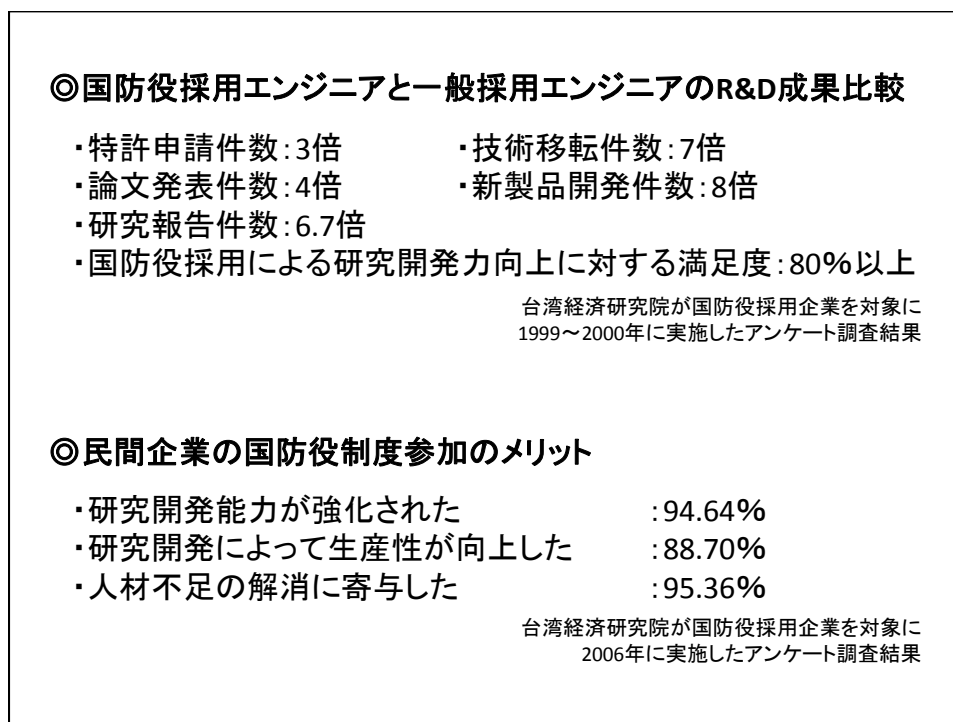 ◎国防役採用エンジニアと一般採用エンジニアのR&D成果比較
・特許申請件数：3倍　・技術移転件数：7倍
・論文発表件数：4倍　・新製品開発件数：8倍
・研究報告件数：6.7倍
・国防役採用による研究開発力向上に対する満足度：80%以上
台湾経済研究院が国防役採用企業を対象に
1999～2000年に実施したアンケート調査結果
◎民間企業の国防役制度参加のメリット
・研究開発能力が強化された　：94.64%
・研究開発によって生産性が向上した　：88.70%
・人材不足の解消に寄与した　：95.36%
台湾経済研究院が国防役採用企業を対象に
2006年に実施したアンケート調査結果